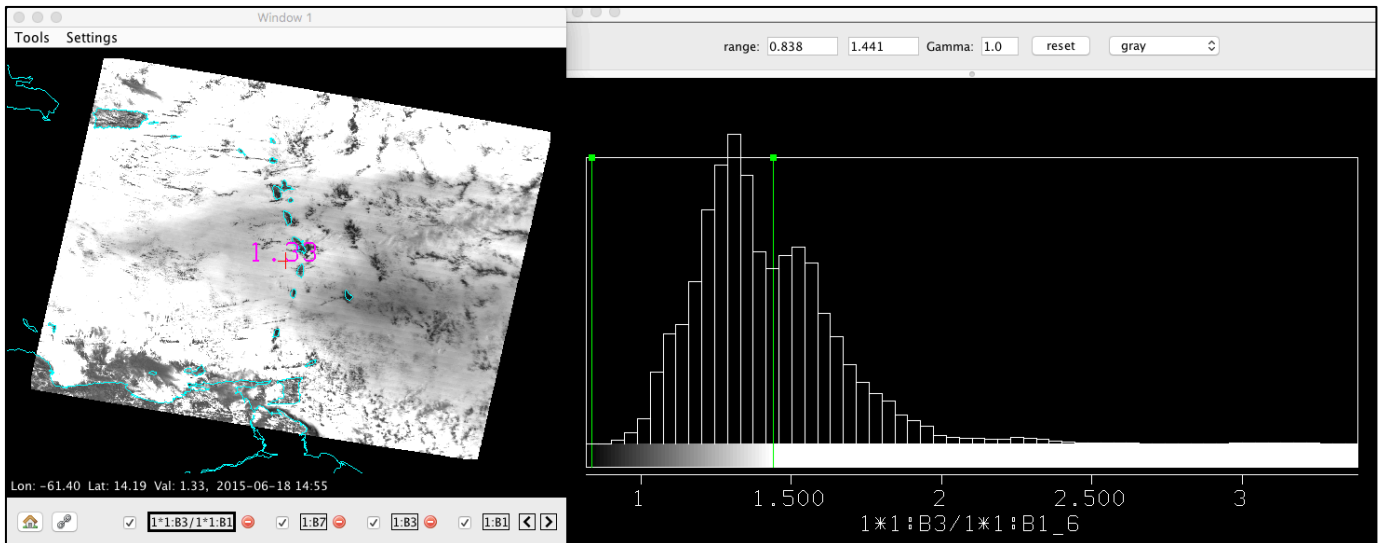 Window 1
Tools Settings
1.33
Lon: -61.40 Lat: 14.19 Val: 1.33, 2015-06-18 14:55
1*1:B3/1*1:B1 1:B7 1:B3 1:B1
range: 0.838 1.441 Gamma: 1.0 reset gray
1 1.500 2 2.500 3
1*1:B3/1*1:B1_6